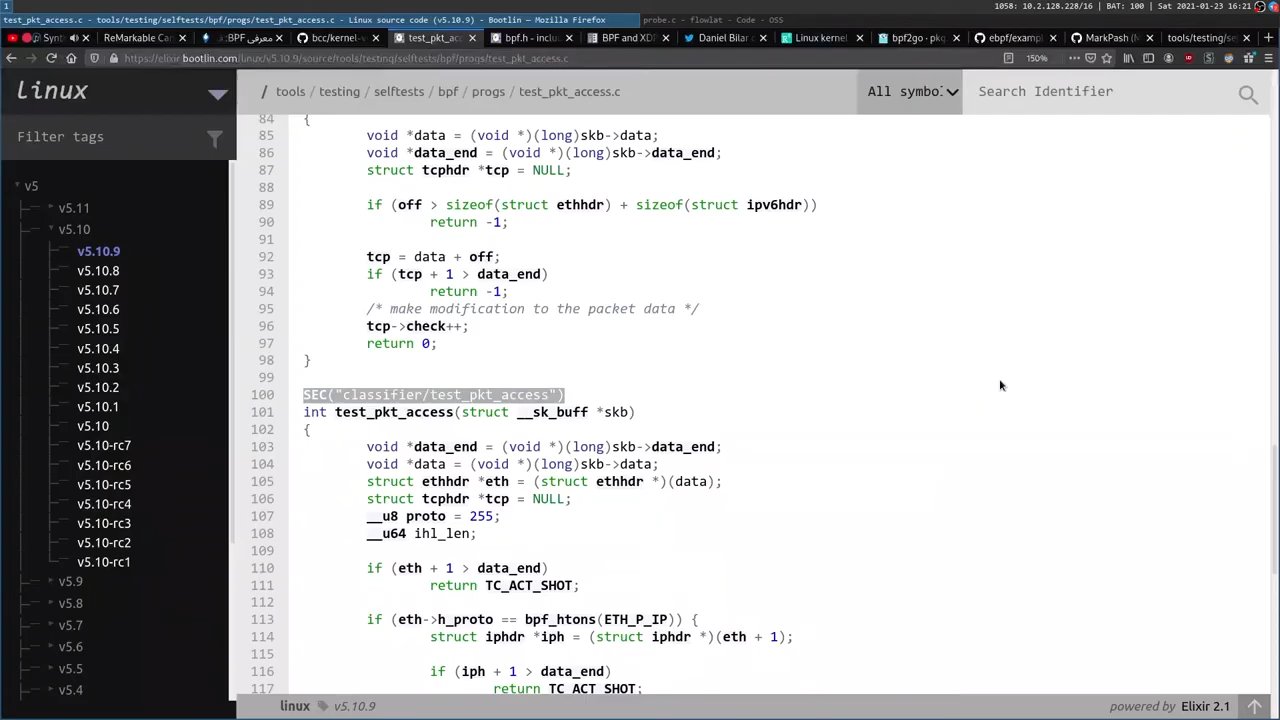 1
1058 : 10.2.128.228/16 | BAT: 100 | Sat 2021-01-23 16:21
test_pkt_access.c - tools/testing/selftests/bpf/progs/test_pkt_access.c - Linux source code (v5.10.9) - Bootlin — Mozilla Firefox
probe.c - flowlat - Code - OSS
ReMarkable Can
معرفی BPF:
bcc/kernel-v
test_pkt_ac
bpf.h - inclu
BPF and XDP
Daniel Bilar
Linux kernel
bpf2go · pkg
ebpf/examp
MarkPash (M
tools/testing/se
https://elixir.bootlin.com/linux/v5.10.9/source/tools/testing/selftests/bpf/progs/test_pkt_access.c
150%
linux
/ tools / testing / selftests / bpf / progs / test_pkt_access.c
All symbo
Search Identifier
Filter tags
v5
v5.11
v5.10
v5.10.9
v5.10.8
v5.10.7
v5.10.6
v5.10.5
v5.10.4
v5.10.3
v5.10.2
v5.10.1
v5.10
v5.10-rc7
v5.10-rc6
v5.10-rc5
v5.10-rc4
v5.10-rc3
v5.10-rc2
v5.10-rc1
v5.9
v5.8
v5.7
v5.6
v5.5
v5.4
84 {
85 void *data = (void *)(long)skb->data;
86 void *data_end = (void *)(long)skb->data_end;
87 struct tcphdr *tcp = NULL;
88
89 if (off > sizeof(struct ethhdr) + sizeof(struct ipv6hdr))
90 return -1;
91
92 tcp = data + off;
93 if (tcp + 1 > data_end)
94 return -1;
95 /* make modification to the packet data */
96 tcp->check++;
97 return 0;
98 }
99
100 SEC("classifier/test_pkt_access")
101 int test_pkt_access(struct __sk_buff *skb)
102 {
103 void *data_end = (void *)(long)skb->data_end;
104 void *data = (void *)(long)skb->data;
105 struct ethhdr *eth = (struct ethhdr *)(data);
106 struct tcphdr *tcp = NULL;
107 __u8 proto = 255;
108 __u64 ihl_len;
109
110 if (eth + 1 > data_end)
111 return TC_ACT_SHOT;
112
113 if (eth->h_proto == bpf_htons(ETH_P_IP)) {
114 struct iphdr *iph = (struct iphdr *)(eth + 1);
115
116 if (iph + 1 > data_end)
117 return TC_ACT_SHOT;
linux v5.10.9
powered by Elixir 2.1